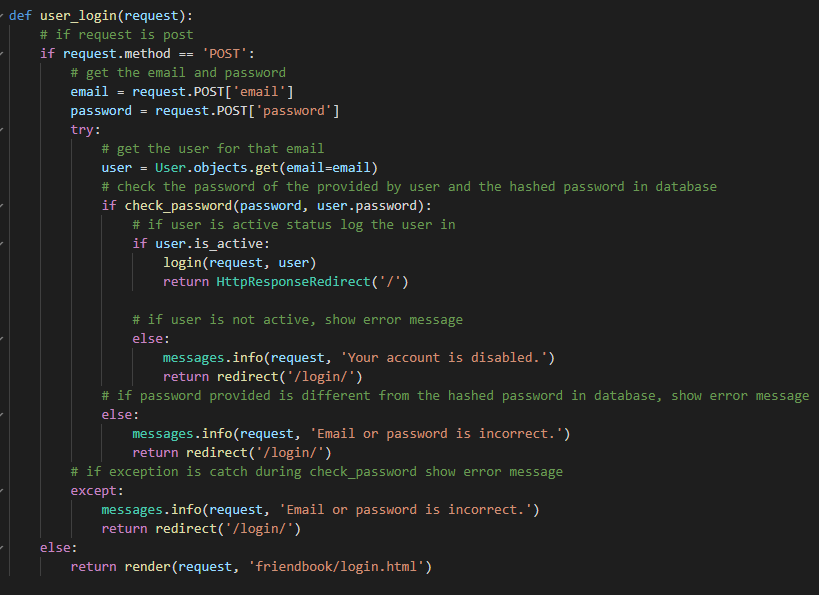 def user_login(request):
    # if request is post
    if request.method == 'POST':
        # get the email and password
        email = request.POST['email']
        password = request.POST['password']
        try:
            # get the user for that email
            user = User.objects.get(email=email)
            # check the password of the provided by user and the hashed password in database
            if check_password(password, user.password):
                # if user is active status log the user in
                if user.is_active:
                    login(request, user)
                    return HttpResponseRedirect('/')

                # if user is not active, show error message
                else:
                    messages.info(request, 'Your account is disabled.')
                    return redirect('/login/')
            # if password provided is different from the hashed password in database, show error message
            else:
                messages.info(request, 'Email or password is incorrect.')
                return redirect('/login/')
        # if exception is catch during check_password show error message
        except:
            messages.info(request, 'Email or password is incorrect.')
            return redirect('/login/')
    else:
        return render(request, 'friendbook/login.html')